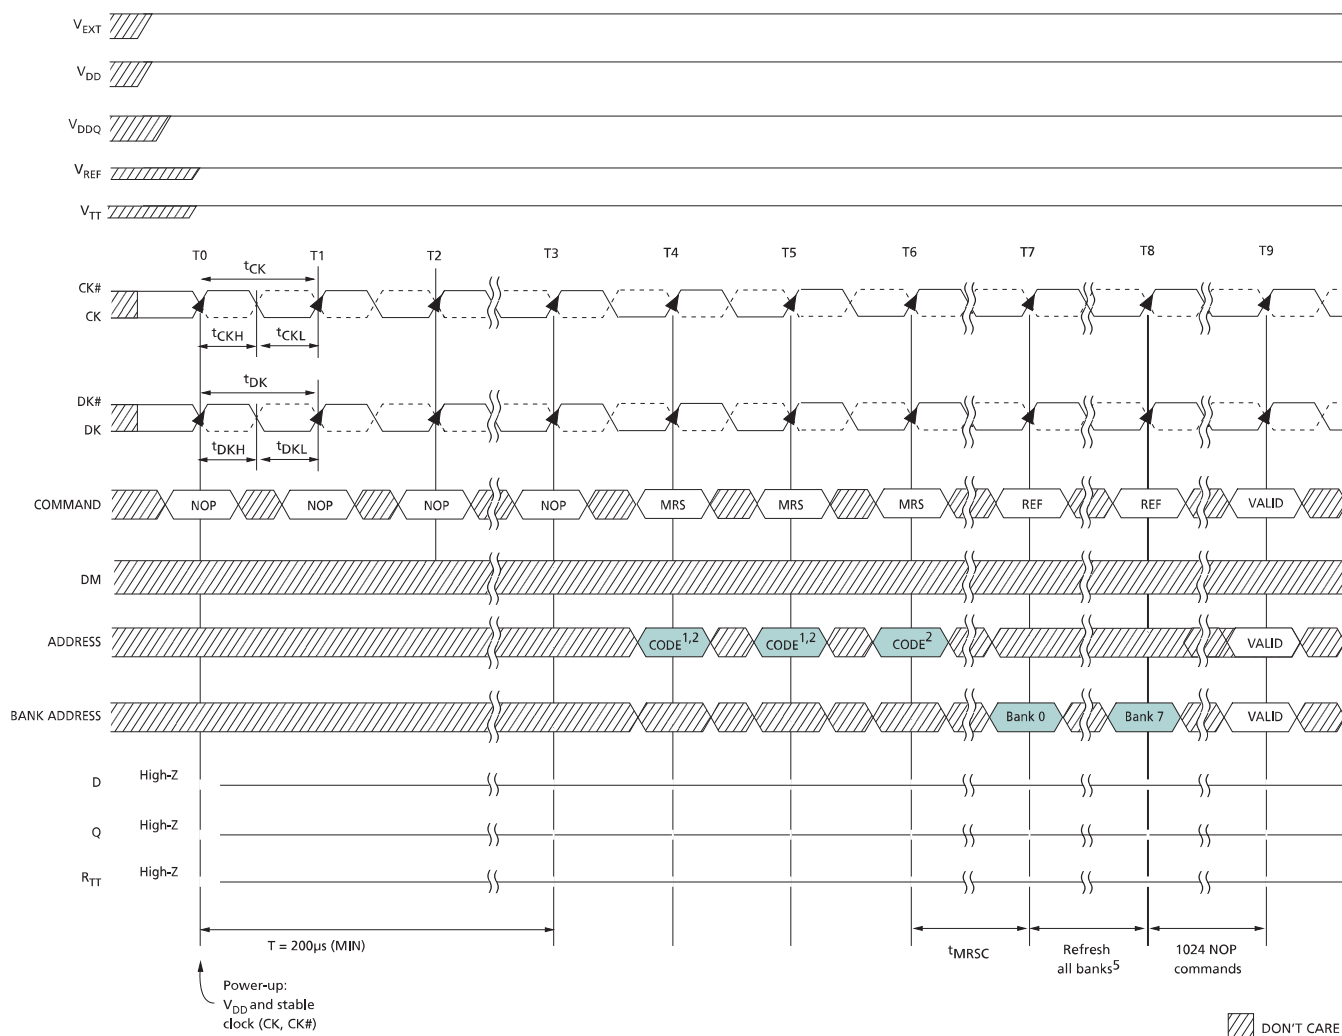 VEXT
VDD
VDDQ
VREF
VTT
T0 T1 T2 T3 T4 T5 T6 T7 T8 T9
tCK
CK#
CK
tCKH tCKL
tDK
DK#
DK
tDKH tDKL
COMMAND NOP NOP NOP NOP MRS MRS MRS REF REF VALID
DM
ADDRESS CODE1,2 CODE1,2 CODE2 VALID
BANK ADDRESS Bank 0 Bank 7 VALID
D High-Z
Q High-Z
RTT High-Z
T = 200µs (MIN)
tMRSC
Refresh
all banks5
1024 NOP
commands
Power-up:
VDD and stable
clock (CK, CK#)
DON'T CARE